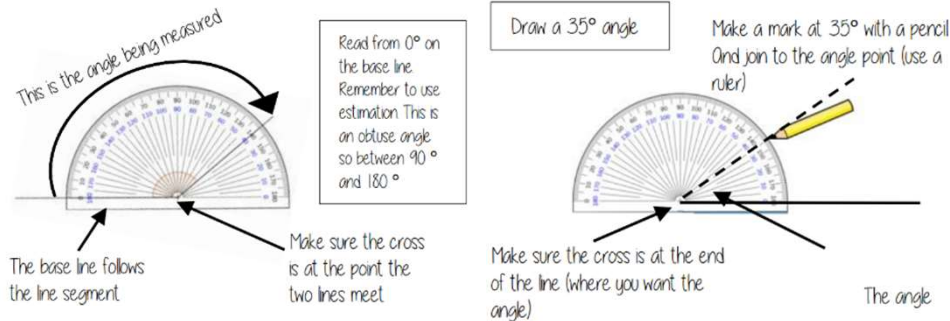 This is the angle being measured
Read from 0° on
the base line.
Remember to use
estimation. This is
an obtuse angle
so between 90 °
and 180 °
The base line follows
the line segment
Make sure the cross
is at the point the
two lines meet
Draw a 35° angle
Make a mark at 35° with a pencil
And join to the angle point (use a
ruler)
Make sure the cross is at the end
of the line (where you want the
angle)
The angle